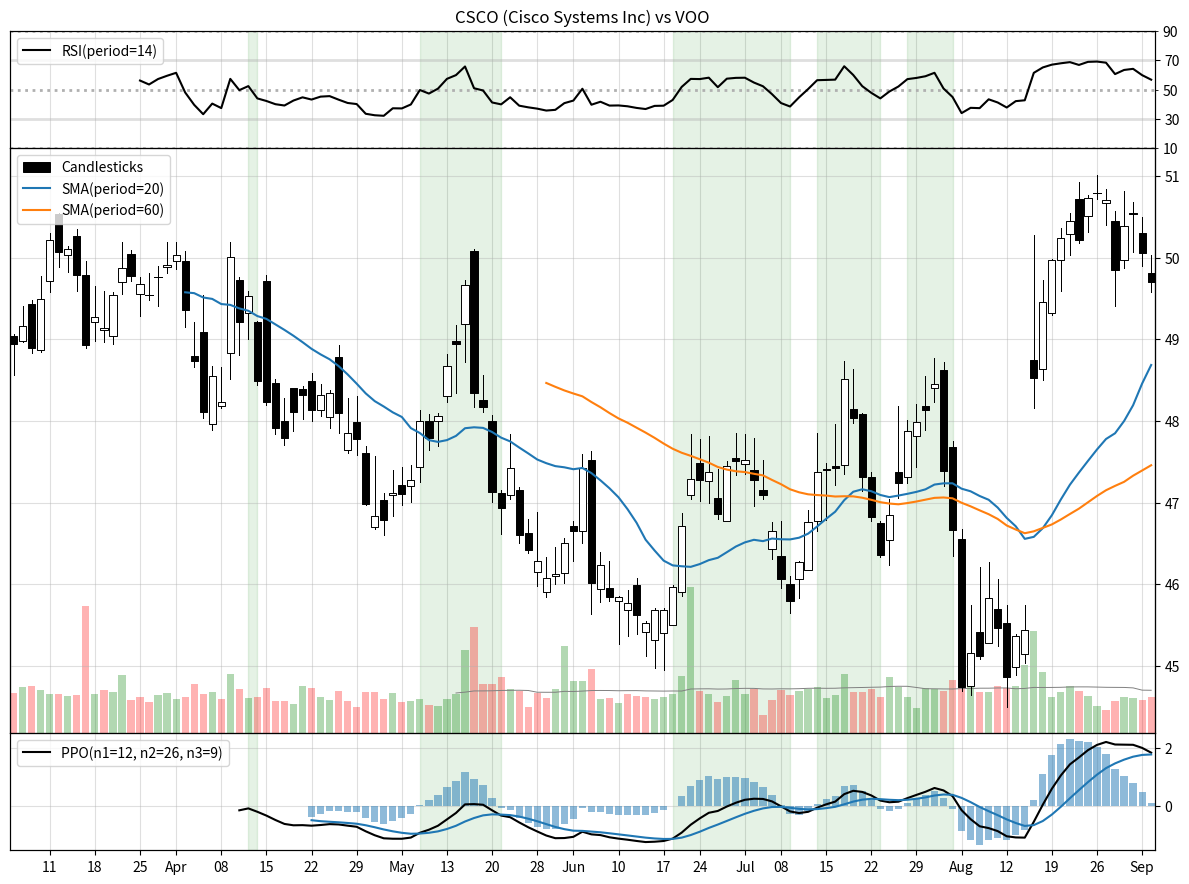 CSCO (Cisco Systems Inc) vs VOO
RSI(period=14)
90
70
50
30
10
Candlesticks
SMA(period=20)
SMA(period=60)
51
50
49
48
47
46
45
PPO(n1=12, n2=26, n3=9)
2
0
11 18 25 Apr 08 15 22 29 May 13 20 28 Jun 10 17 24 Jul 08 15 22 29 Aug 12 19 26 Sep